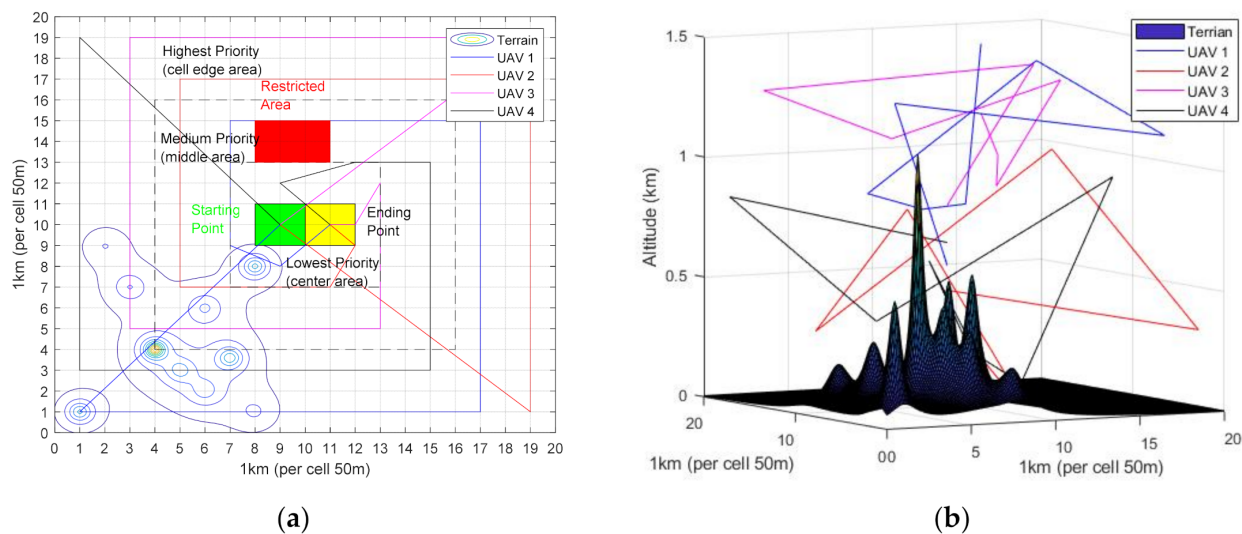 20
19
18
17
16
15
14
13
12
11
10
9
8
7
6
5
4
3
2
1
0
1km (per cell 50m)
Highest Priority
(cell edge area)
Restricted
Area
Medium Priority
(middle area)
Starting
Point
Ending
Point
Lowest Priority
(center area)
Terrain
UAV 1
UAV 2
UAV 3
UAV 4
0 1 2 3 4 5 6 7 8 9 10 11 12 13 14 15 16 17 18 19 20
1km (per cell 50m)
(a)
1.5
1
0.5
0
Altitude (km)
Terrian
UAV 1
UAV 2
UAV 3
UAV 4
20
10
0
0
5
10
15
20
1km (per cell 50m)
1km (per cell 50m)
(b)